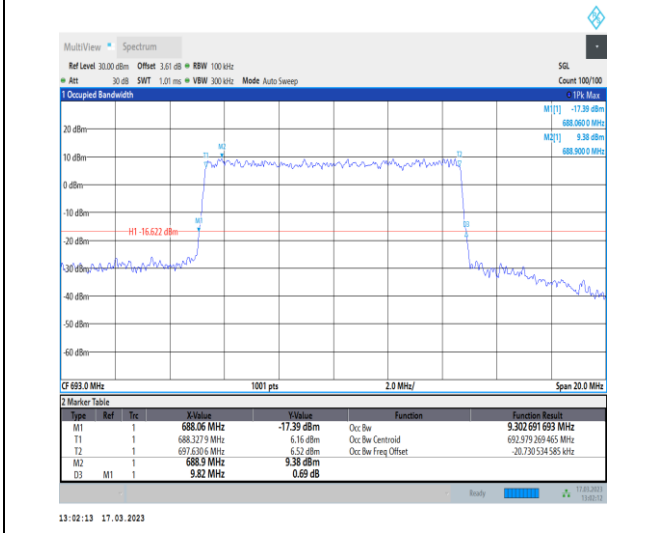 MultiView Spectrum
Ref Level 30.00 dBm Offset 3.61 dB RBW 100 kHz SGL
Att 30 dB SWT 1.01 ms VBW 300 kHz Mode Auto Sweep Count 100/100
1 Occupied Bandwidth 1Pk Max
M1[1] -17.39 dBm
688.060 0 MHz
M2[1] 9.38 dBm
688.900 0 MHz
20 dBm
M2
T1 T2
10 dBm
0 dBm
-10 dBm
M1 D3
H1 -16.622 dBm
-20 dBm
-30 dBm
-40 dBm
-50 dBm
-60 dBm
CF 693.0 MHz 1001 pts 2.0 MHz/ Span 20.0 MHz
2 Marker Table
Type Ref Trc X-Value Y-Value Function Function Result
M1 1 688.06 MHz -17.39 dBm Occ Bw 9.302 691 693 MHz
T1 1 688.327 9 MHz 6.16 dBm Occ Bw Centroid 692.979 269 465 MHz
T2 1 697.630 6 MHz 6.52 dBm Occ Bw Freq Offset -20.730 534 585 kHz
M2 1 688.9 MHz 9.38 dBm
D3 M1 1 9.82 MHz 0.69 dB
Ready 17.03.2023
13:02:12
13:02:13 17.03.2023